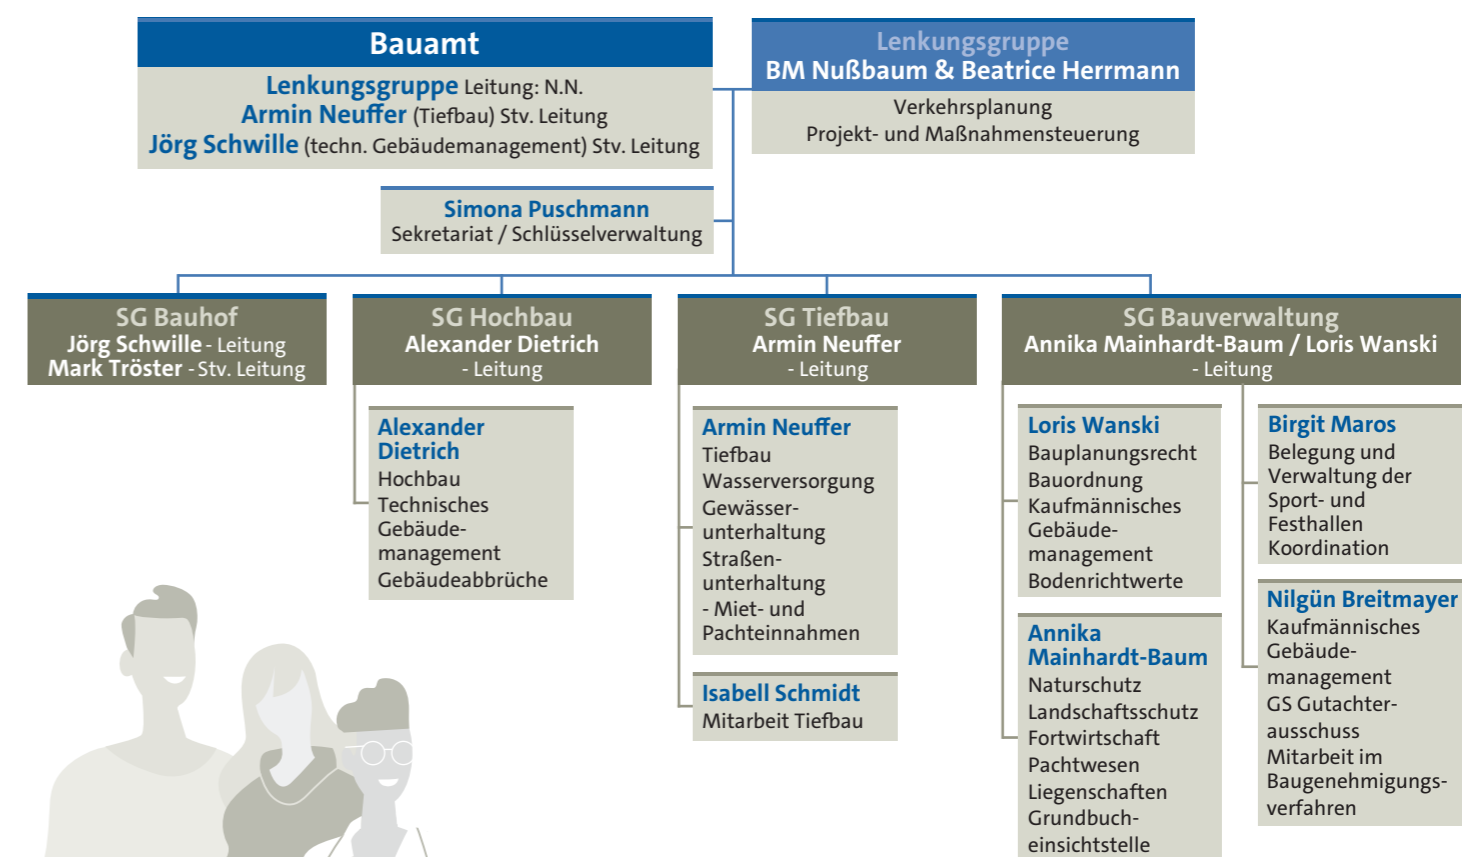 Bauamt
Lenkungsgruppe Leitung: N.N.
Armin Neuffer (Tiefbau) Stv. Leitung
Jörg Schwille (techn. Gebäudemanagement) Stv. Leitung
Lenkungsgruppe
BM Nußbaum & Beatrice Herrmann
Verkehrsplanung
Projekt- und Maßnahmensteuerung
Simona Puschmann
Sekretariat / Schlüsselverwaltung
SG Bauhof
Jörg Schwille - Leitung
Mark Tröster - Stv. Leitung
SG Hochbau
Alexander Dietrich
- Leitung
Alexander
Dietrich
Hochbau
Technisches
Gebäude-
management
Gebäudeabbrüche
SG Tiefbau
Armin Neuffer
- Leitung
Armin Neuffer
Tiefbau
Wasserversorgung
Gewässer-
unterhaltung
Straßen-
unterhaltung
- Miet- und
Pachteinnahmen
Isabell Schmidt
Mitarbeit Tiefbau
SG Bauverwaltung
Annika Mainhardt-Baum / Loris Wanski
- Leitung
Loris Wanski
Bauplanungsrecht
Bauordnung
Kaufmännisches
Gebäude-
management
Bodenrichtwerte
Annika
Mainhardt-Baum
Naturschutz
Landschaftsschutz
Fortwirtschaft
Pachtwesen
Liegenschaften
Grundbuch-
einsichtstelle
Birgit Maros
Belegung und
Verwaltung der
Sport- und
Festhallen
Koordination
Nilgün Breitmayer
Kaufmännisches
Gebäude-
management
GS Gutachter-
ausschuss
Mitarbeit im
Baugenehmigungs-
verfahren